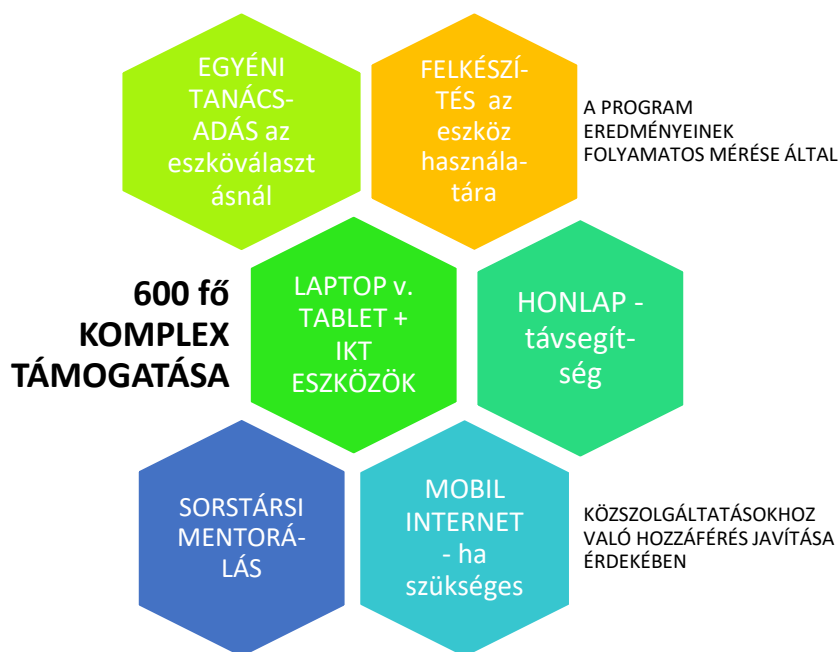 EGYÉNI
TANÁCS-
ADÁS az
eszköválaszt
ásnál
FELKÉSZÍ-
TÉS az
eszköz
használa-
tára
A PROGRAM
EREDMÉNYEINEK
FOLYAMATOS MÉRÉSE ÁLTAL
600 fő
KOMPLEX
TÁMOGATÁSA
LAPTOP v.
TABLET +
IKT
ESZKÖZÖK
HONLAP -
távsegít-
ség
SORSTÁRSI
MENTORÁ-
LÁS
MOBIL
INTERNET
- ha
szükséges
KÖZSZOLGÁLTATÁSOKHOZ
VALÓ HOZZÁFÉRÉS JAVÍTÁSA
ÉRDEKÉBEN